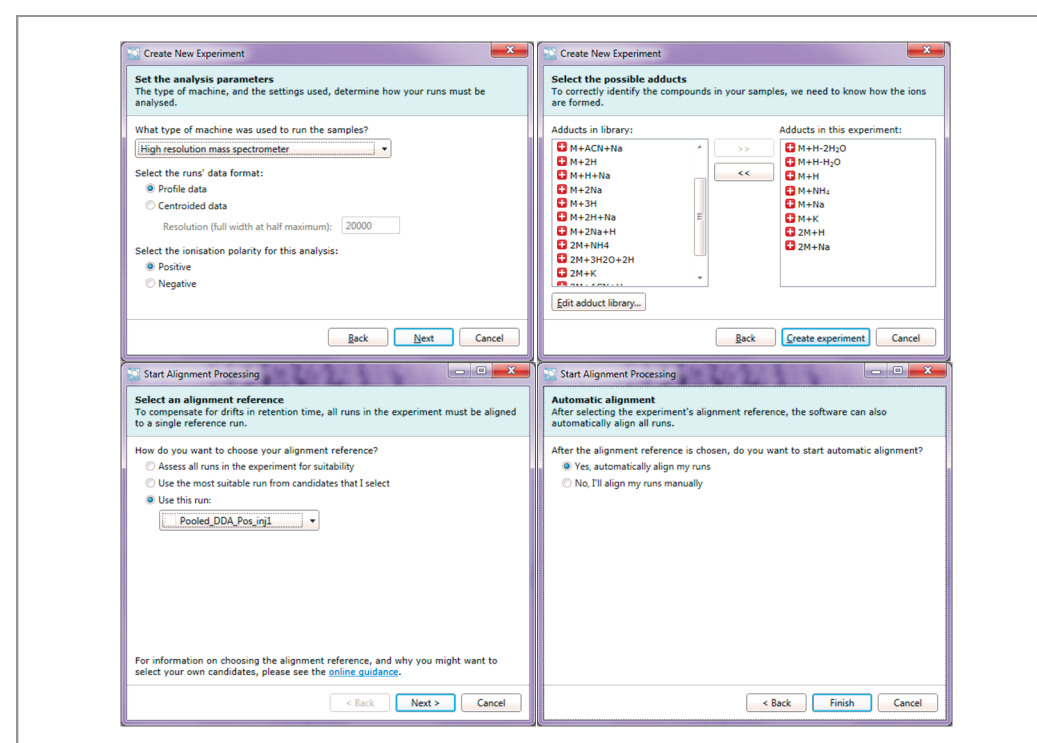 Create New Experiment
Set the analysis parameters
The type of machine, and the settings used, determine how your runs must be
analysed.
What type of machine was used to run the samples?
High resolution mass spectrometer
Select the runs' data format:
Profile data
Centroided data
Resolution (full width at half maximum): 20000
Select the ionisation polarity for this analysis:
Positive
Negative
Back Next Cancel
Create New Experiment
Select the possible adducts
To correctly identify the compounds in your samples, we need to know how the ions
are formed.
Adducts in library:
M+ACN+Na
M+2H
M+H+Na
M+2Na
M+3H
M+2H+Na
M+2Na+H
2M+NH4
2M+3H2O+2H
2M+K
>>
<<
Adducts in this experiment:
M+H-2H₂O
M+H-H₂O
M+H
M+NH₄
M+Na
M+K
2M+H
2M+Na
Edit adduct library...
Back Create experiment Cancel
Start Alignment Processing
Select an alignment reference
To compensate for drifts in retention time, all runs in the experiment must be aligned
to a single reference run.
How do you want to choose your alignment reference?
Assess all runs in the experiment for suitability
Use the most suitable run from candidates that I select
Use this run:
Pooled_DDA_Pos_inj1
For information on choosing the alignment reference, and why you might want to
select your own candidates, please see the online guidance.
< Back Next > Cancel
Start Alignment Processing
Automatic alignment
After selecting the experiment's alignment reference, the software can also
automatically align all runs.
After the alignment reference is chosen, do you want to start automatic alignment?
Yes, automatically align my runs
No, I'll align my runs manually
< Back Finish Cancel